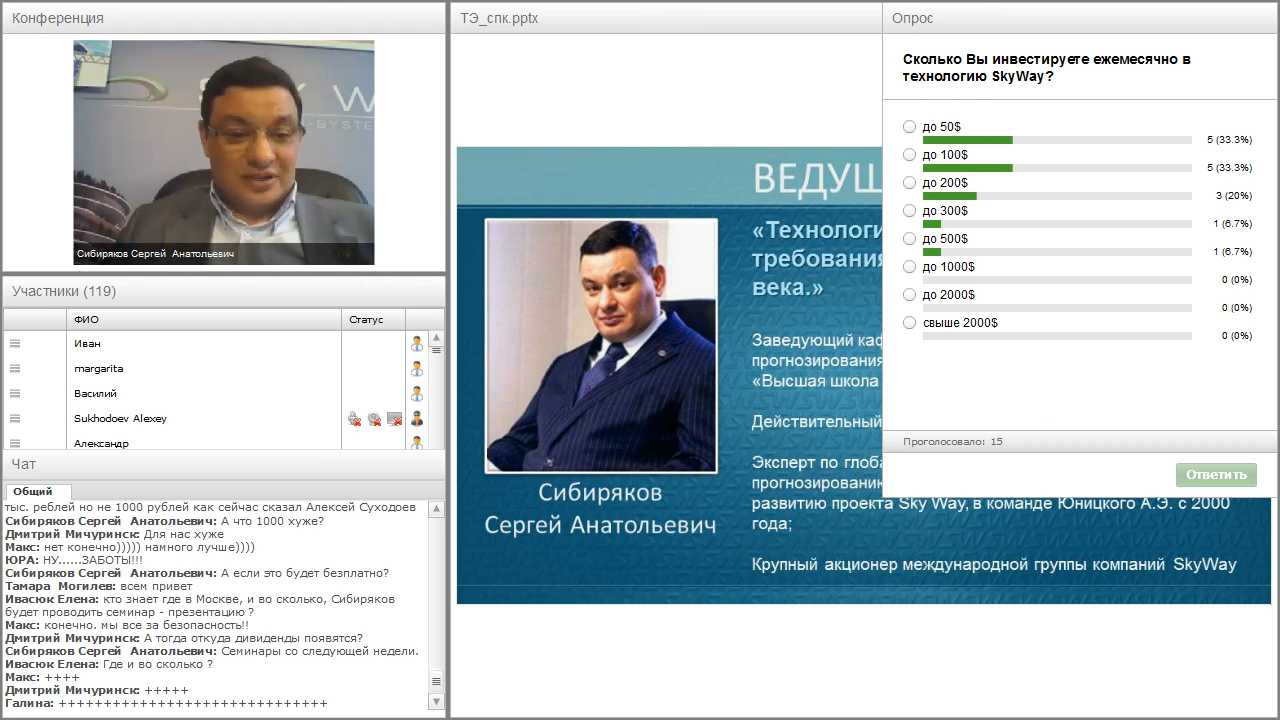 Конференция
SKY W
-SYSTE
Сибиряков Сергей Анатольевич
Участники (119)
ФИО
Статус
Иван
margarita
Василий
Sukhodoev Alexey
Александр
Чат
Общий
тыс. реборд но не 1000 рублей как сейчас сказал Алексей Суходоев
Сибиряков Сергей Анатольевич: А что 1000 хуже?
Дмитрий Мичуринск: Для нас хуже
Макс: нет конечно))))) намного лучше))))
ЮРА: НУ......ЗАБОТЫ!!!
Сибиряков Сергей Анатольевич: А если это будет безплатно?
Тамара Могилев: всем привет
Ивасюк Елена: кто знает где в Москве, и во сколько, Сибиряков
будет проводить семинар - презентацию ?
Макс: конечно. мы все за безопасность!!
Дмитрий Мичуринск: А тогда откуда дивиденды появятся?
Сибиряков Сергей Анатольевич: Семинары со следующей недели.
Ивасюк Елена: Где и во сколько ?
Макс: ++++
Дмитрий Мичуринск: +++++
Галина: ++++++++++++++++++++++++++++++
ТЭ_спк.pptx
ВЕДУЩ
«Технологи
требования
века.»
Заведующий каф
прогнозирования
«Высшая школа
Действительный
Эксперт по глоба
прогнозированию
развитию проекта Sky Way, в команде Юницкого А.Э. с 2000
года;
Крупный акционер международной группы компаний SkyWay
Сибиряков
Сергей Анатольевич
Опрос
Сколько Вы инвестируете ежемесячно в
технологию SkyWay?
до 50$
5 (33.3%)
до 100$
5 (33.3%)
до 200$
3 (20%)
до 300$
1 (6.7%)
до 500$
1 (6.7%)
до 1000$
0 (0%)
до 2000$
0 (0%)
свыше 2000$
0 (0%)
Проголосовало: 15
Ответить